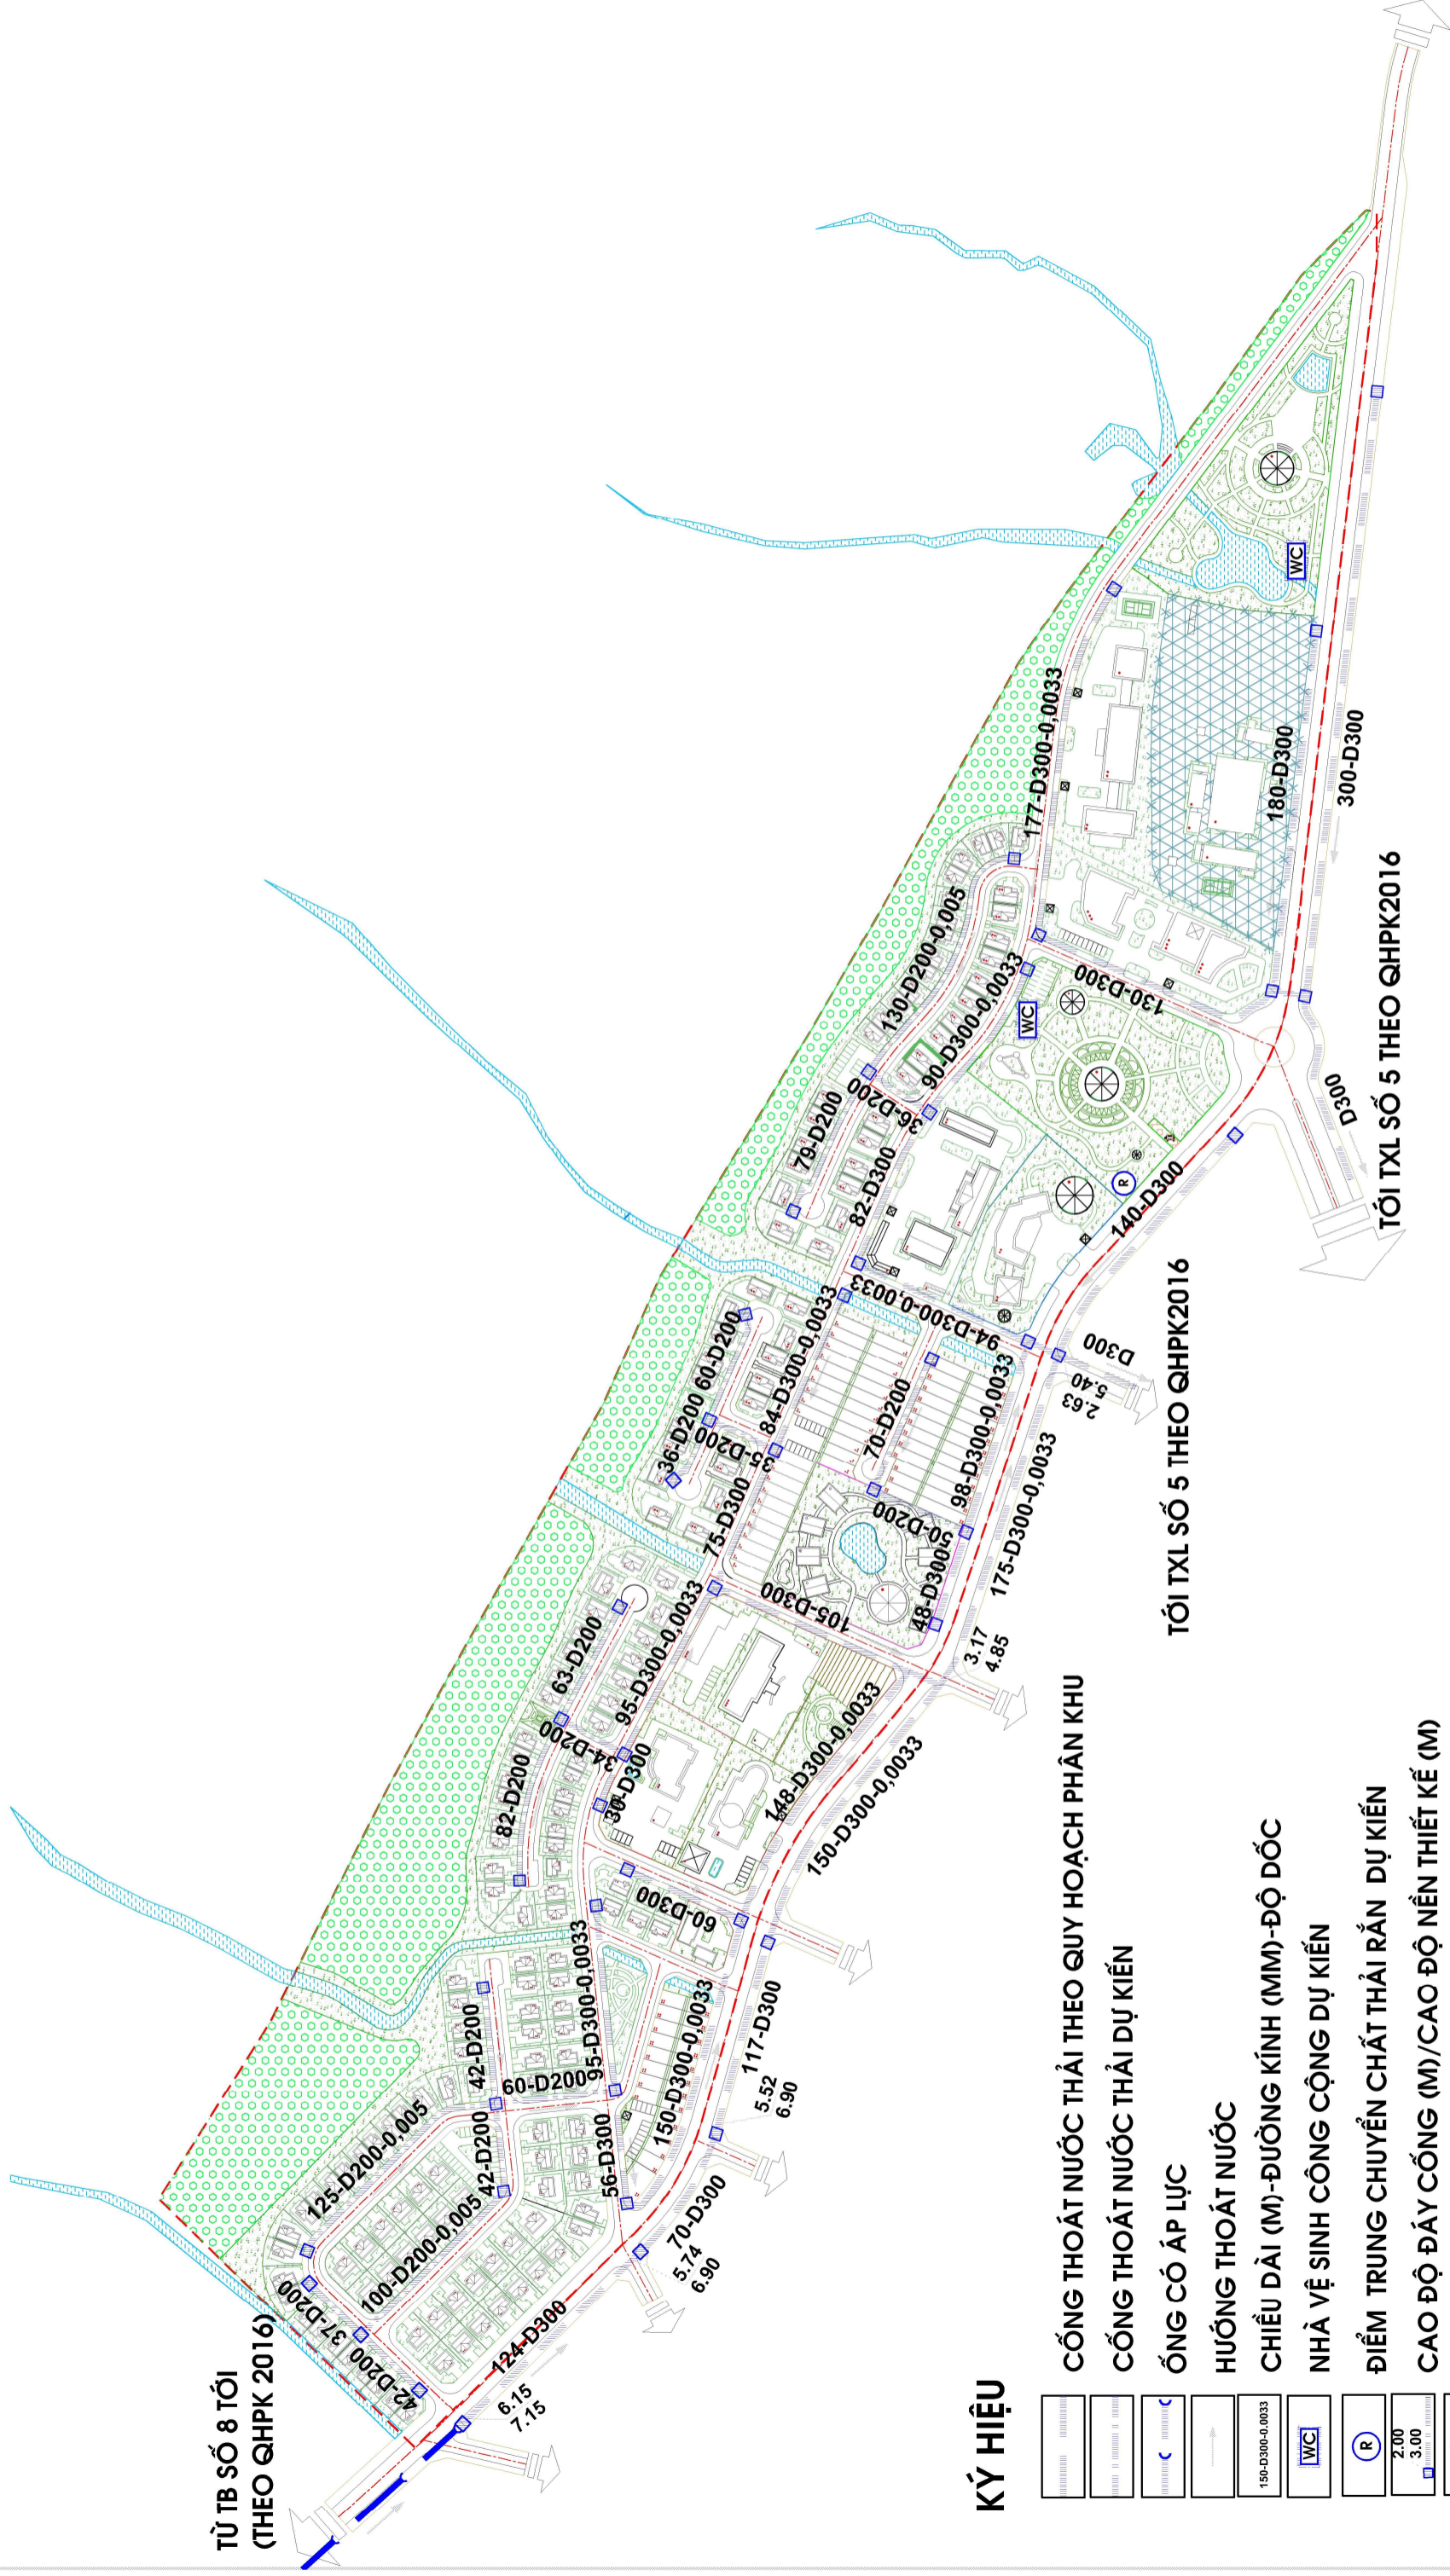 TỪ TB SỐ 8 TỚI
(THEO QHPK 2016)
37-D200
42-D200
125-D200-0,005
100-D200-0,005
42-D200
42-D200
60-D200
124-D300
6.15
7.15
56-D300
95-D300-0,0033
150-D300-0,0033
70-D300
5.74
6.90
117-D300
5.52
6.90
82-D200
63-D200
34-D200
30-D300
95-D300-0,0033
60-D300
148-D300-0,0033
150-D300-0,0033
105-D300
3.17
4.85
36-D200
60-D200
35-D200
75-D300
84-D300-0,0033
70-D200
50-D200
48-D300
98-D300-0,0033
175-D300-0,0033
94-D300-0,0033
D300
5.40
2.63
TỚI TXL SỐ 5 THEO QHPK2016
79-D200
130-D200-0,005
36-D200
82-D300
90-D300-0,0033
WC
R
140-D300
130-D300
177-D300-0,0033
180-D300
300-D300
WC
D300
TỚI TXL SỐ 5 THEO QHPK2016
KÝ HIỆU
CỐNG THOÁT NƯỚC THẢI THEO QUY HOẠCH PHÂN KHU
CỐNG THOÁT NƯỚC THẢI DỰ KIẾN
ỐNG CÓ ÁP LỰC
HƯỚNG THOÁT NƯỚC
150-D300-0.0033
CHIỀU DÀI (M)-ĐƯỜNG KÍNH (MM)-ĐỘ DỐC
WC
NHÀ VỆ SINH CÔNG CỘNG DỰ KIẾN
R
ĐIỂM TRUNG CHUYỂN CHẤT THẢI RẮN DỰ KIẾN
2.00
3.00
CAO ĐỘ ĐÁY CỐNG (M)/CAO ĐỘ NỀN THIẾT KẾ (M)